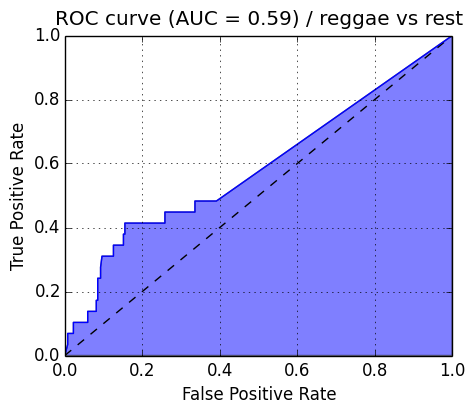 ROC curve (AUC = 0.59) / reggae vs rest
True Positive Rate
1.0
0.8
0.6
0.4
0.2
0.0
0.0 0.2 0.4 0.6 0.8 1.0
False Positive Rate